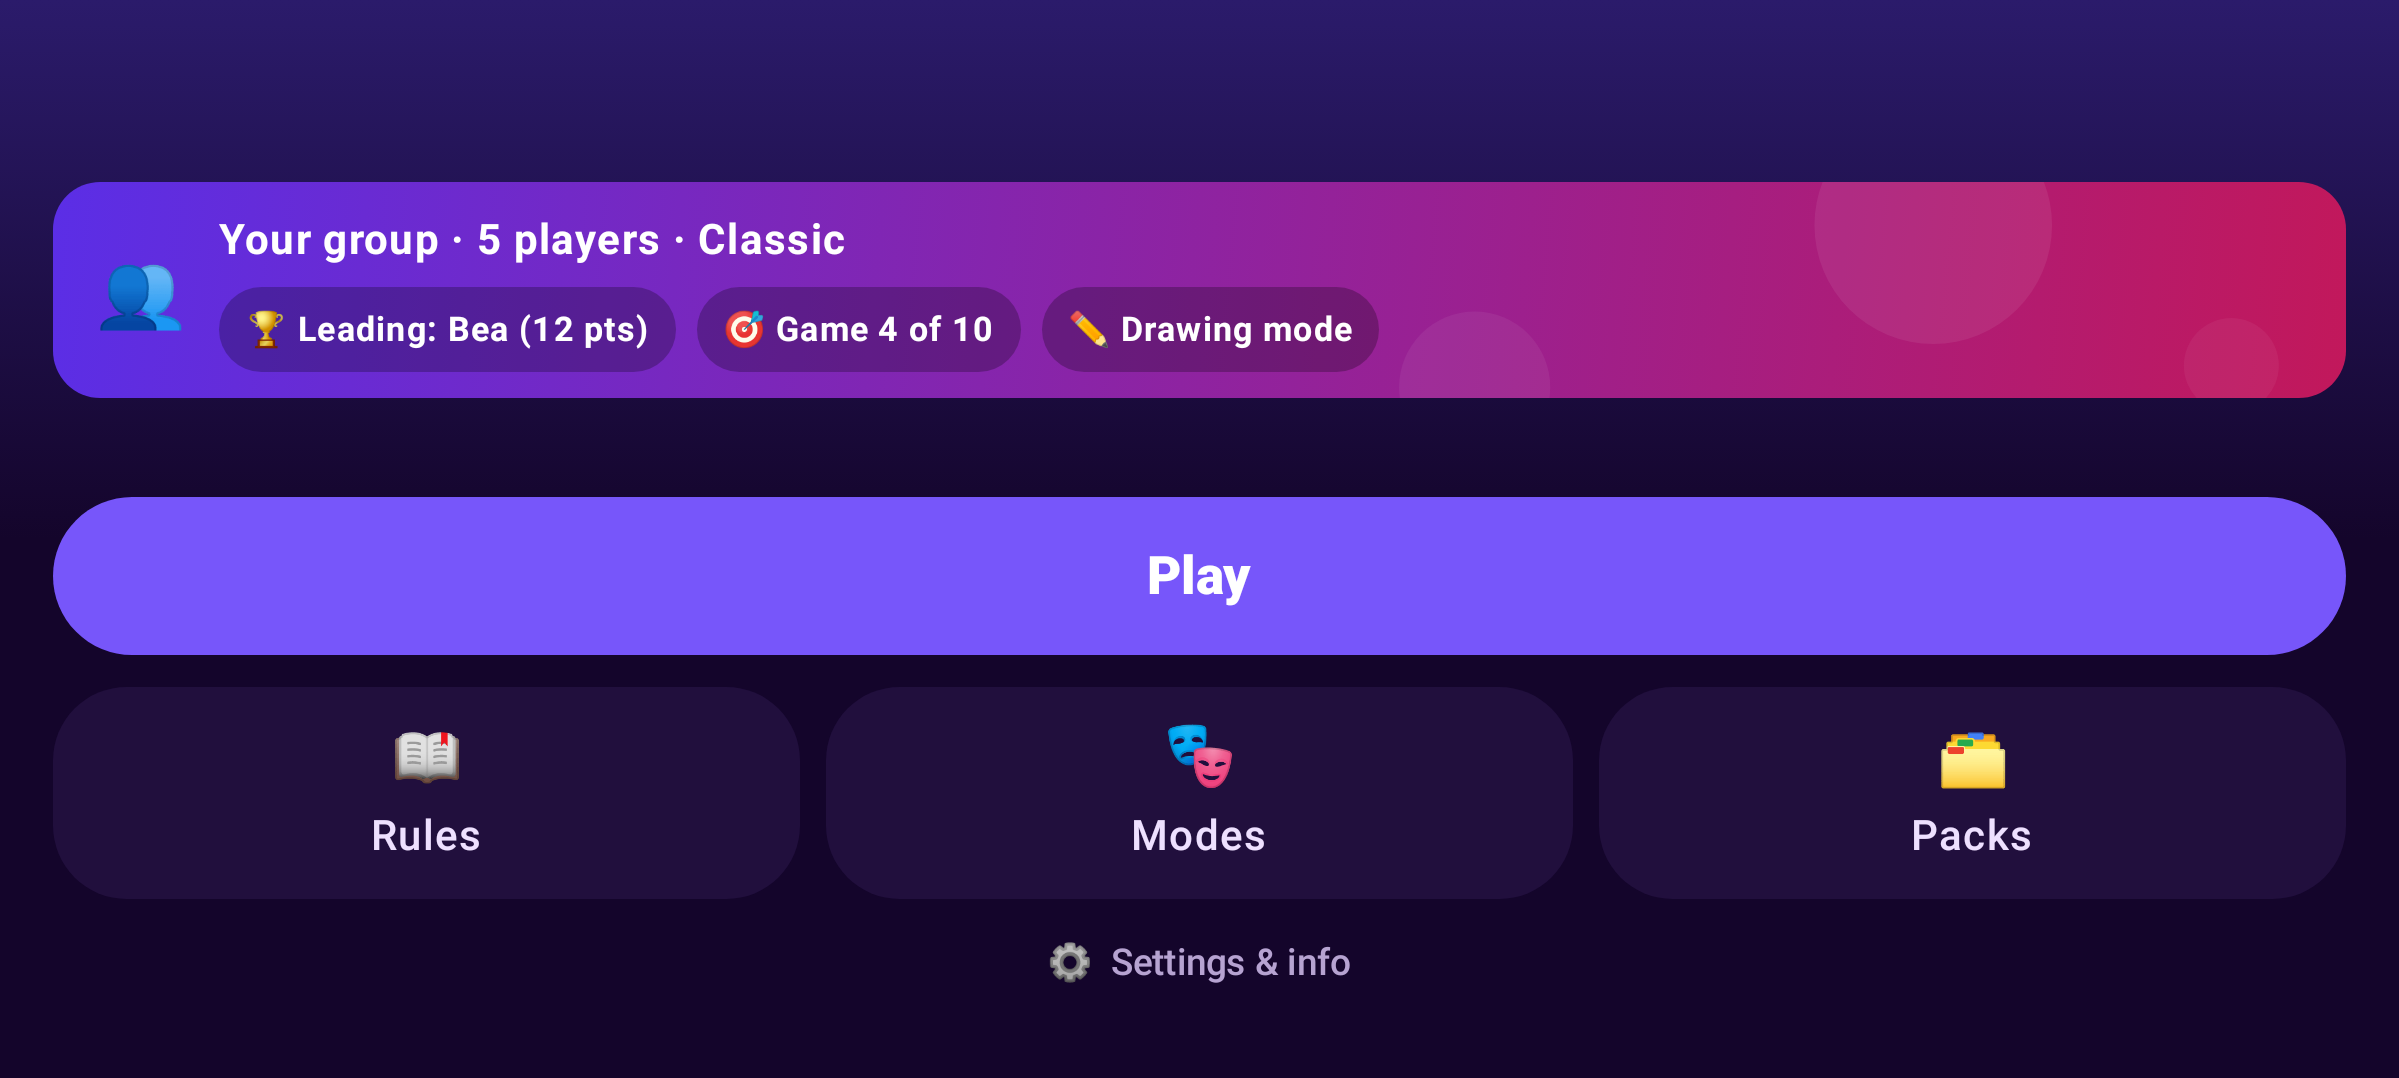 Your group · 5 players · Classic
🏆 Leading: Bea (12 pts) 🎯 Game 4 of 10 ✏️ Drawing mode
Play
Rules Modes Packs
Settings & info